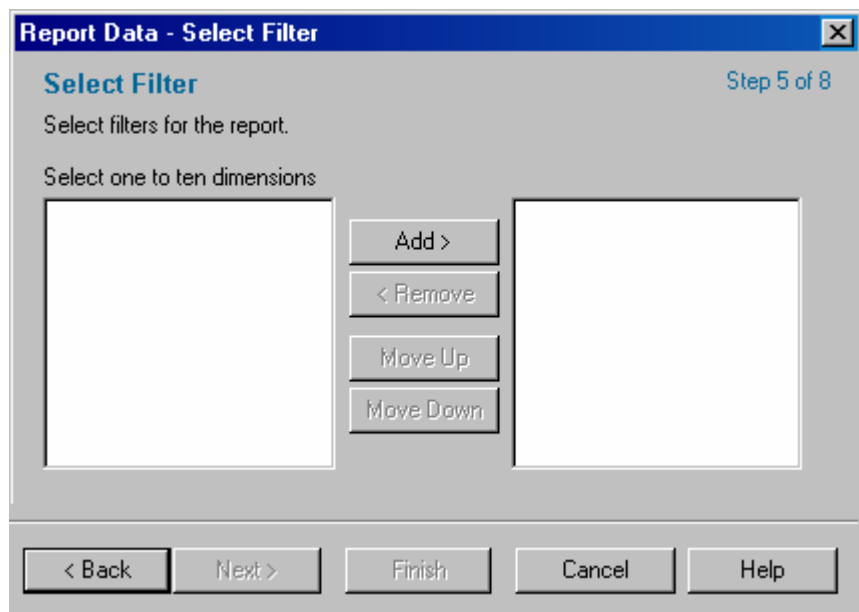 Report Data - Select Filter
Select Filter
Step 5 of 8
Select filters for the report.
Select one to ten dimensions
Add >
< Remove
Move Up
Move Down
< Back
Next >
Finish
Cancel
Help